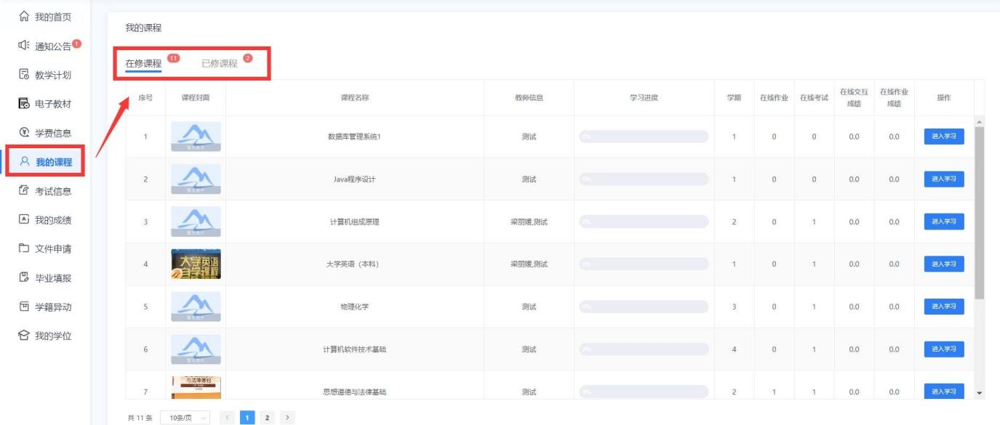 我的首页
通知公告 1
教学计划
电子教材
学费信息
我的课程
考试信息
我的成绩
文件申请
毕业填报
学籍异动
我的学位
我的课程
在修课程 11 已修课程 2
序号 课程封面 课程名称 教师信息 学习进度 学期 在线作业 在线考试 在线交互成绩 在线作业成绩 操作
1 暂无图片 数据库管理系统1 测试 0% 1 0 0 0.0 0.0 进入学习
2 暂无图片 Java程序设计 测试 0% 1 0 0 0.0 0.0 进入学习
3 暂无图片 计算机组成原理 梁丽媛,测试 0% 2 0 1 0.0 0.0 进入学习
4 大学英语 自学课程 大学英语（本科） 梁丽媛,测试 0% 1 0 1 0.0 0.0 进入学习
5 暂无图片 物理化学 测试 0% 3 0 1 0.0 0.0 进入学习
6 暂无图片 计算机软件技术基础 测试 0% 4 0 1 0.0 0.0 进入学习
7 与法律基础 思想道德与法律基础 测试 0% 2 1 1 0.0 0.0 进入学习
共 11 条 10条/页 < 1 2 >